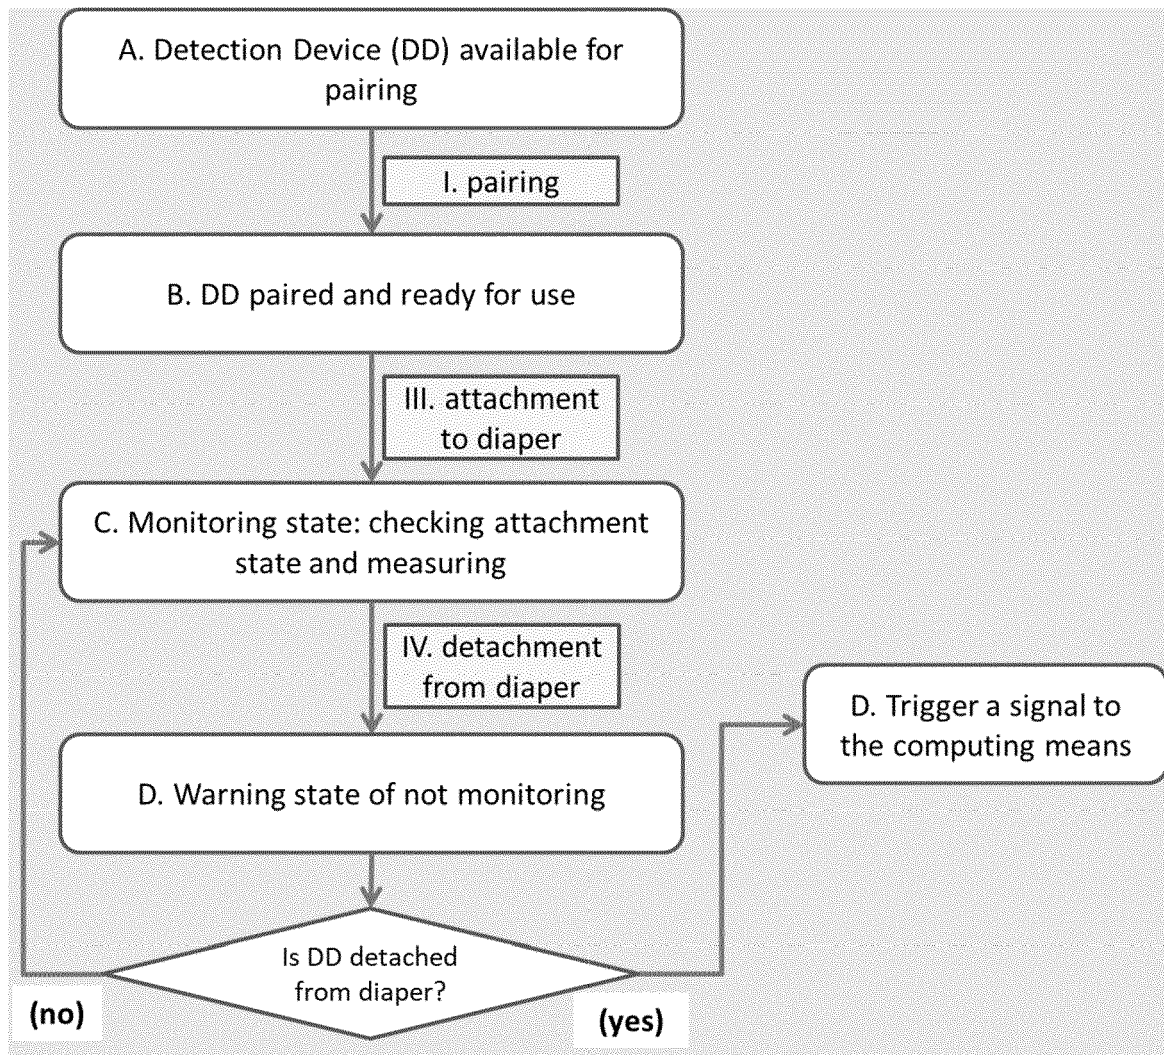 A. Detection Device (DD) available for
pairing
I. pairing
B. DD paired and ready for use
III. attachment
to diaper
C. Monitoring state: checking attachment
state and measuring
IV. detachment
from diaper
D. Trigger a signal to
the computing means
D. Warning state of not monitoring
Is DD detached
from diaper?
(no)
(yes)